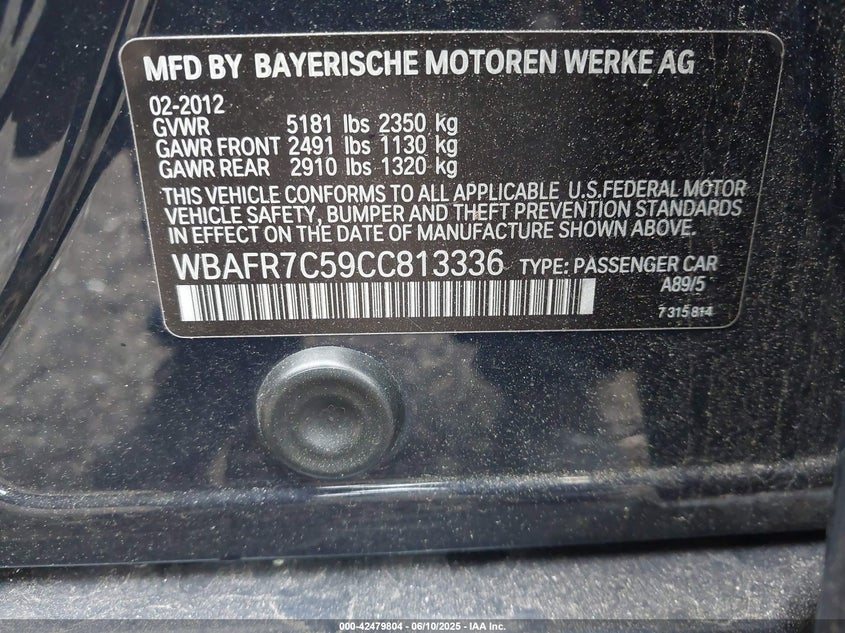 MFD BY BAYERISCHE MOTOREN WERKE AG
02-2012
GVWR 5181 lbs 2350 kg
GAWR FRONT 2491 lbs 1130 kg
GAWR REAR 2910 lbs 1320 kg
THIS VEHICLE CONFORMS TO ALL APPLICABLE U.S.FEDERAL MOTOR
VEHICLE SAFETY, BUMPER AND THEFT PREVENTION STANDARDS
IN EFFECT ON THE DATE OF MANUFACTURE SHOWN ABOVE.
WBAFR7C59CC813336 TYPE: PASSENGER CAR
A89/5
7 315 814
000-42479804 - 06/10/2025 - IAA Inc.